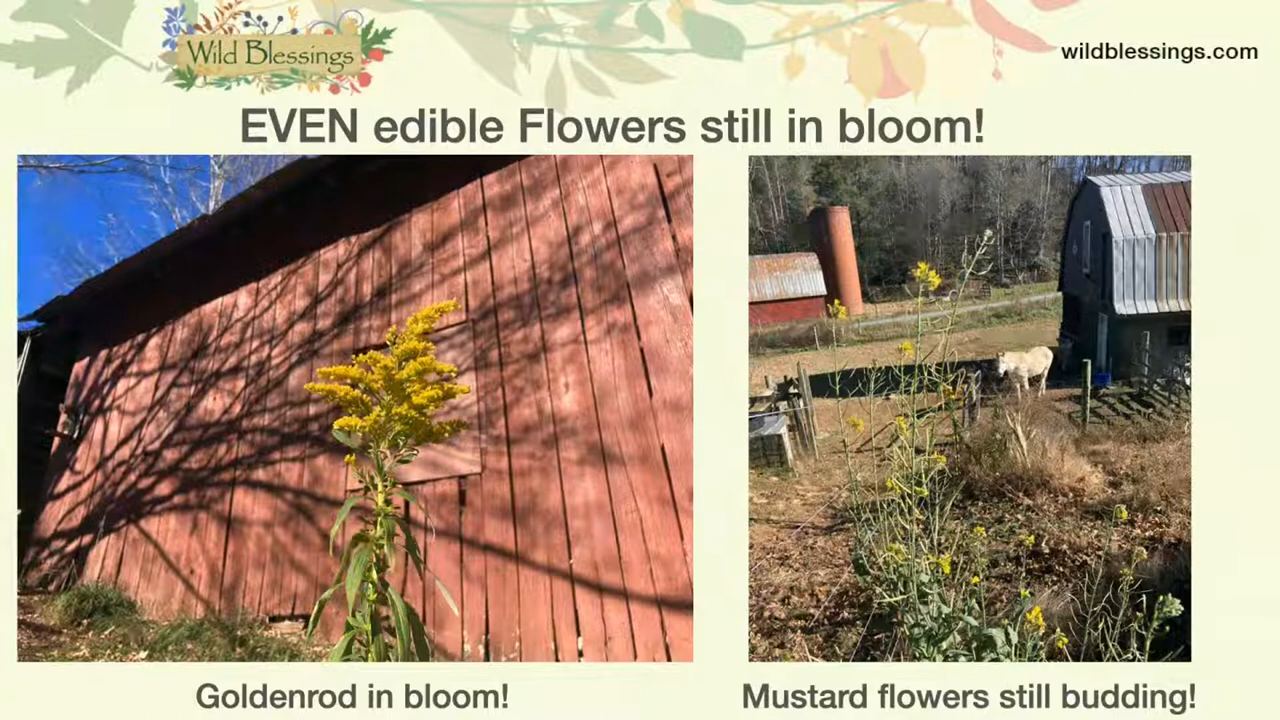 Wild Blessings
wildblessings.com
EVEN edible Flowers still in bloom!
Goldenrod in bloom!
Mustard flowers still budding!